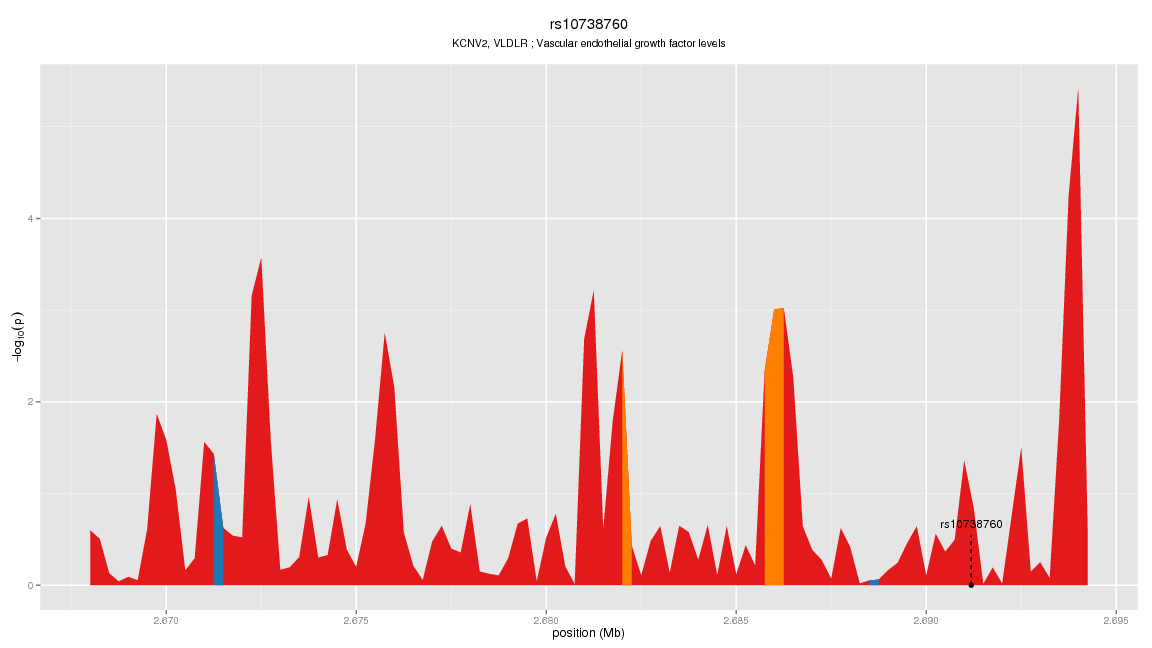 rs10738760
KCNV2, VLDLR ; Vascular endothelial growth factor levels
−log10(p)
4
2
0
rs10738760
2.670 2.675 2.680 2.685 2.690 2.695
position (Mb)